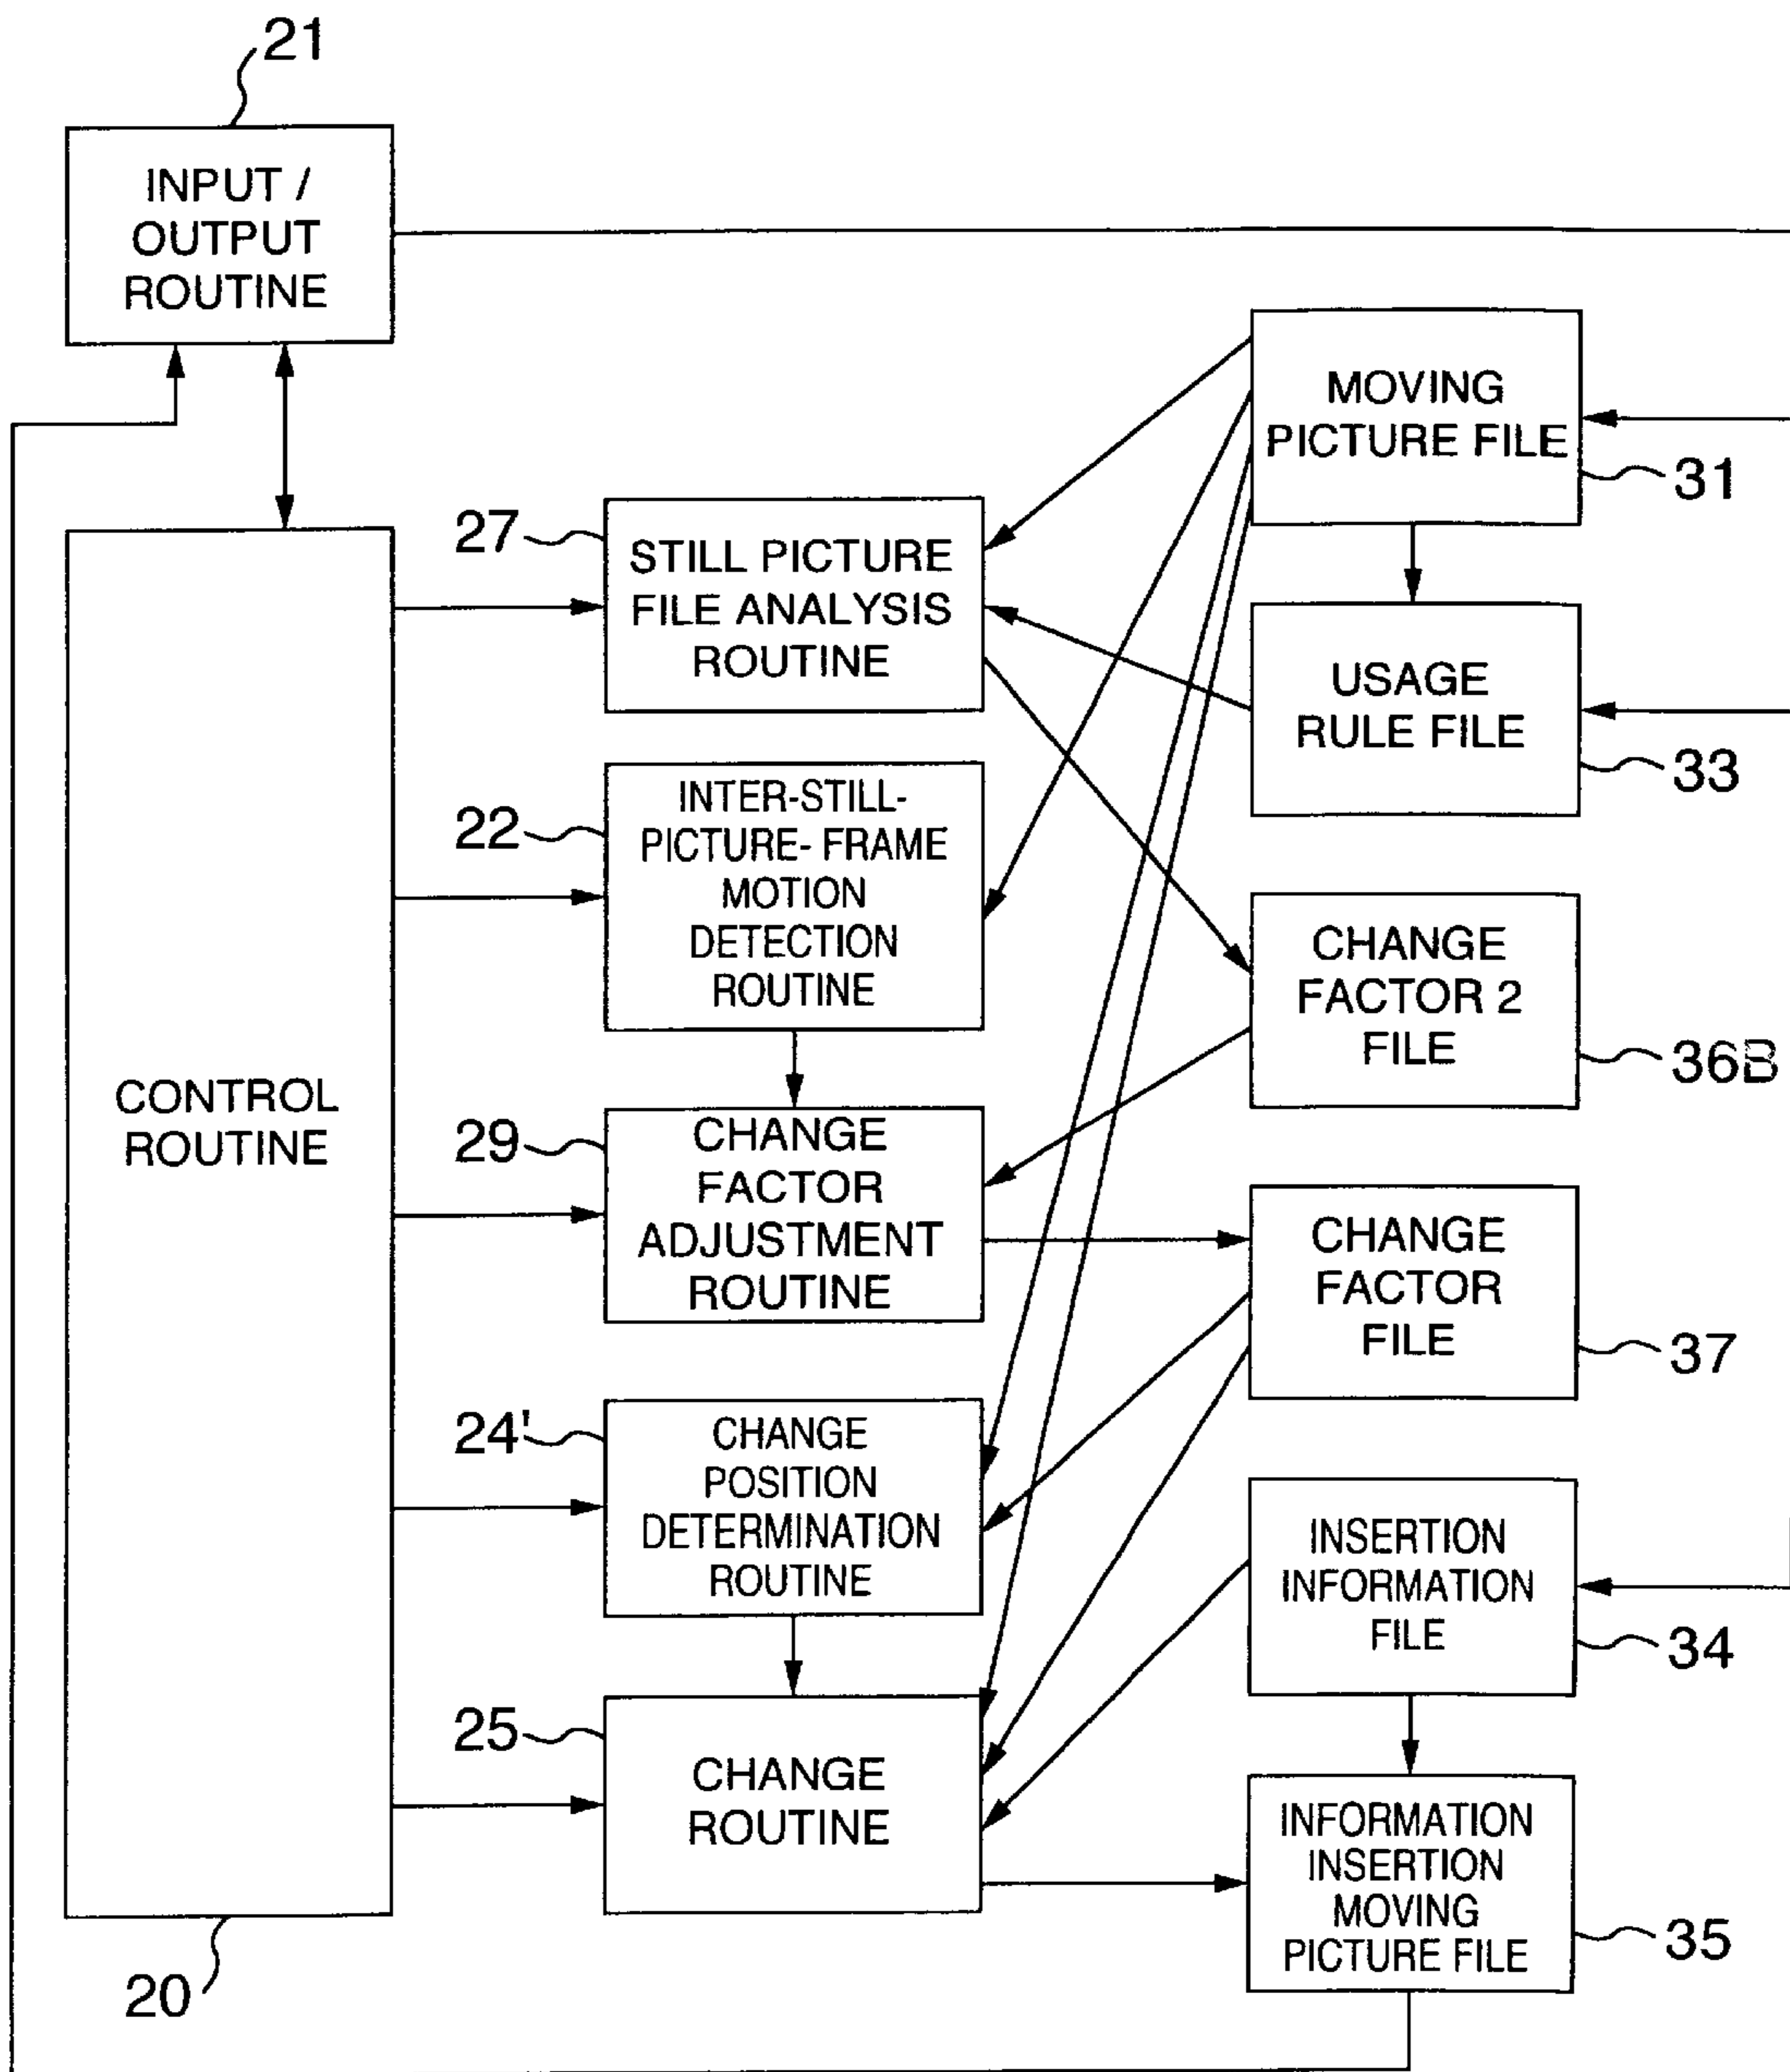 21
INPUT /
OUTPUT
ROUTINE
MOVING
PICTURE FILE
31
27
STILL PICTURE
FILE ANALYSIS
ROUTINE
USAGE
RULE FILE
33
22
INTER-STILL-
PICTURE- FRAME
MOTION
DETECTION
ROUTINE
CHANGE
FACTOR 2
FILE
36B
CONTROL
ROUTINE
29
CHANGE
FACTOR
ADJUSTMENT
ROUTINE
CHANGE
FACTOR
FILE
37
24'
CHANGE
POSITION
DETERMINATION
ROUTINE
INSERTION
INFORMATION
FILE
34
25
CHANGE
ROUTINE
INFORMATION
INSERTION
MOVING
PICTURE FILE
35
20